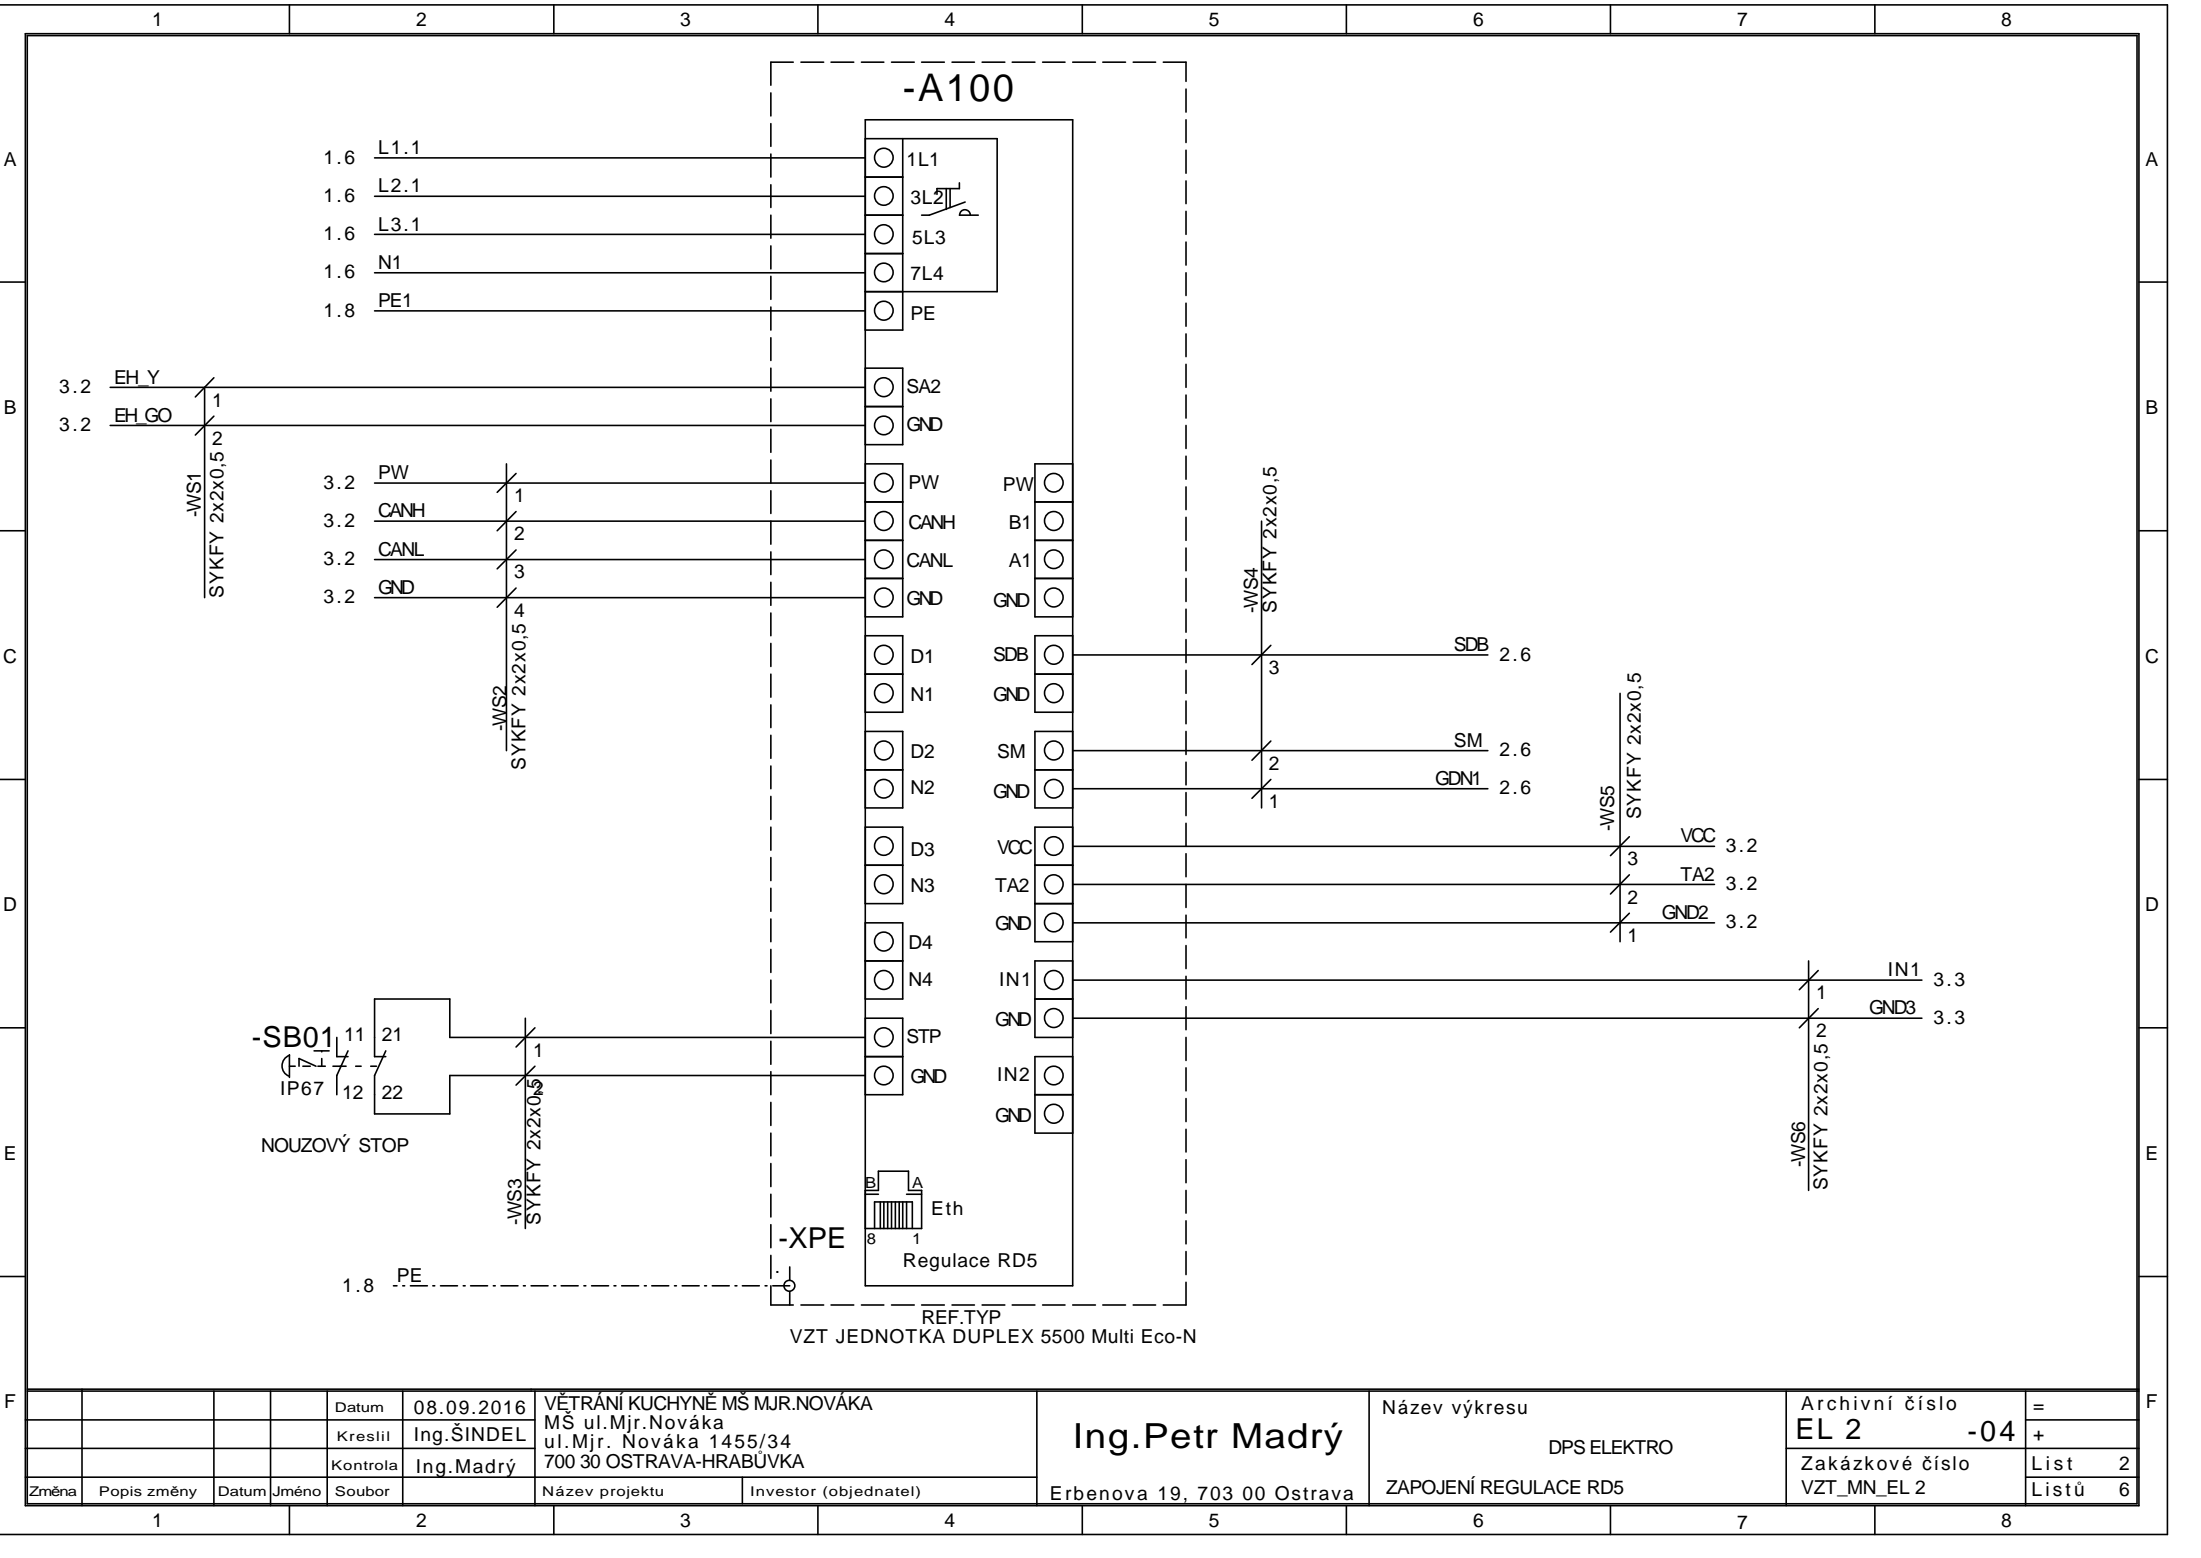 1 2 3 4 5 6 7 8
-A100
A A
1.6 L1.1 1L1
1.6 L2.1 3L2
1.6 L3.1 5L3
1.6 N1 7L4
1.8 PE1 PE
3.2 EH_Y 1 SA2
B B
3.2 EH_GO 2 GND
-WS1
SYKFY 2x2x0,5
3.2 PW 1 PW PW
3.2 CANH 2 CANH B1
3.2 CANL 3 CANL A1
3.2 GND 4 GND GND
-WS2
SYKFY 2x2x0,5
-WS4
SYKFY 2x2x0,5
C C
D1 SDB 3 SDB 2.6
N1 GND
D2 SM 2 SM 2.6
N2 GND 1 GDN1 2.6
-WS5
SYKFY 2x2x0,5
D3 VCC 3 VCC 3.2
N3 TA2 2 TA2 3.2
D D
GND 1 GND2 3.2
D4
N4 IN1 1 IN1 3.3
GND 2 GND3 3.3
-SB01 11 21 1 STP
IP67 12 22 2 GND IN2
GND
NOUZOVÝ STOP
-WS3
SYKFY 2x2x0,5
-WS6
SYKFY 2x2x0,5
E E
B A
Eth
8 1
-XPE
Regulace RD5
1.8 PE
REF.TYP
VZT JEDNOTKA DUPLEX 5500 Multi Eco-N
F F
Datum 08.09.2016
Kreslil Ing.ŠINDEL
Kontrola Ing.Madrý
Změna Popis změny Datum Jméno Soubor
VĚTRÁNÍ KUCHYNĚ MŠ MJR.NOVÁKA
MŠ ul.Mjr.Nováka
ul.Mjr. Nováka 1455/34
700 30 OSTRAVA-HRABŮVKA
Název projektu Investor (objednatel)
Ing.Petr Madrý
Erbenova 19, 703 00 Ostrava
Název výkresu
DPS ELEKTRO
ZAPOJENÍ REGULACE RD5
Archivní číslo
EL 2 -04
Zakázkové číslo
VZT_MN_EL 2
=
+
List 2
Listů 6
1 2 3 4 5 6 7 8